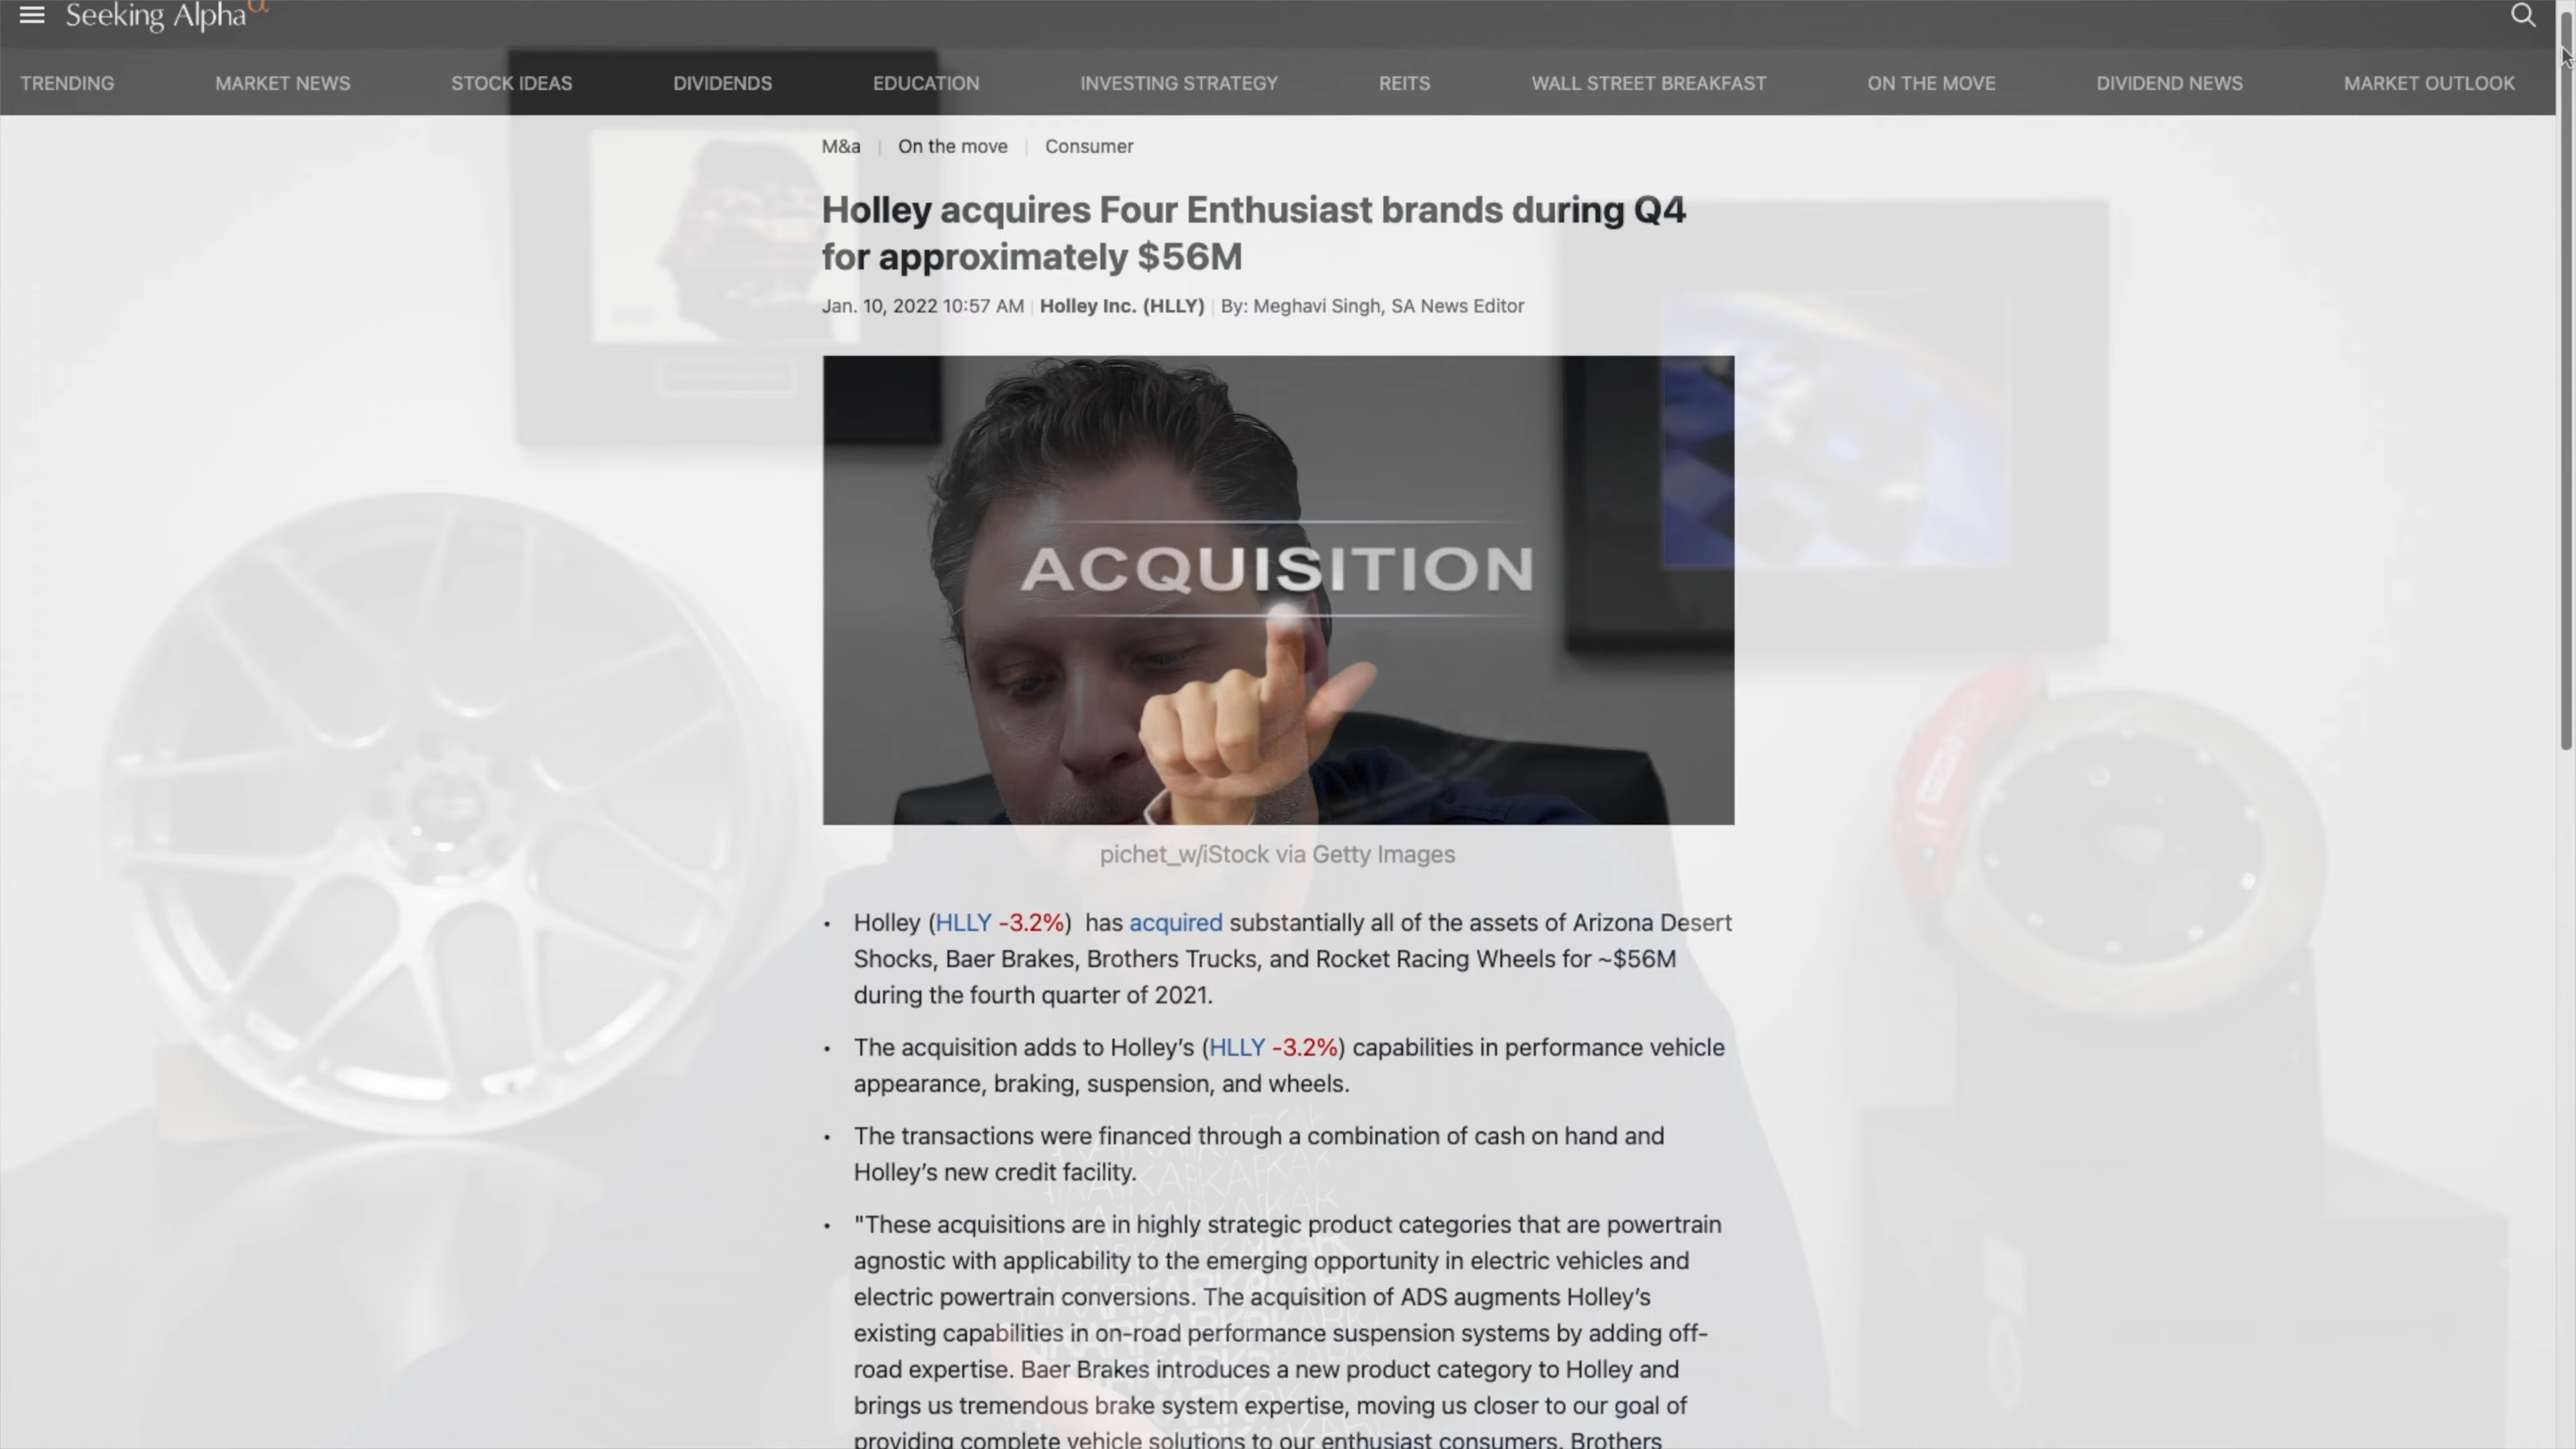 Seeking Alpha α
TRENDING MARKET NEWS STOCK IDEAS DIVIDENDS EDUCATION INVESTING STRATEGY REITS WALL STREET BREAKFAST ON THE MOVE DIVIDEND NEWS MARKET OUTLOOK
M&a | On the move | Consumer
Holley acquires Four Enthusiast brands during Q4
for approximately $56M
Jan. 10, 2022 10:57 AM | Holley Inc. (HLLY) | By: Meghavi Singh, SA News Editor
ACQUISITION
pichet_w/iStock via Getty Images
• Holley (HLLY -3.2%) has acquired substantially all of the assets of Arizona Desert
Shocks, Baer Brakes, Brothers Trucks, and Rocket Racing Wheels for ~$56M
during the fourth quarter of 2021.
• The acquisition adds to Holley’s (HLLY -3.2%) capabilities in performance vehicle
appearance, braking, suspension, and wheels.
• The transactions were financed through a combination of cash on hand and
Holley’s new credit facility.
• "These acquisitions are in highly strategic product categories that are powertrain
agnostic with applicability to the emerging opportunity in electric vehicles and
electric powertrain conversions. The acquisition of ADS augments Holley’s
existing capabilities in on-road performance suspension systems by adding off-
road expertise. Baer Brakes introduces a new product category to Holley and
brings us tremendous brake system expertise, moving us closer to our goal of
providing complete vehicle solutions to our enthusiast consumers. Brothers